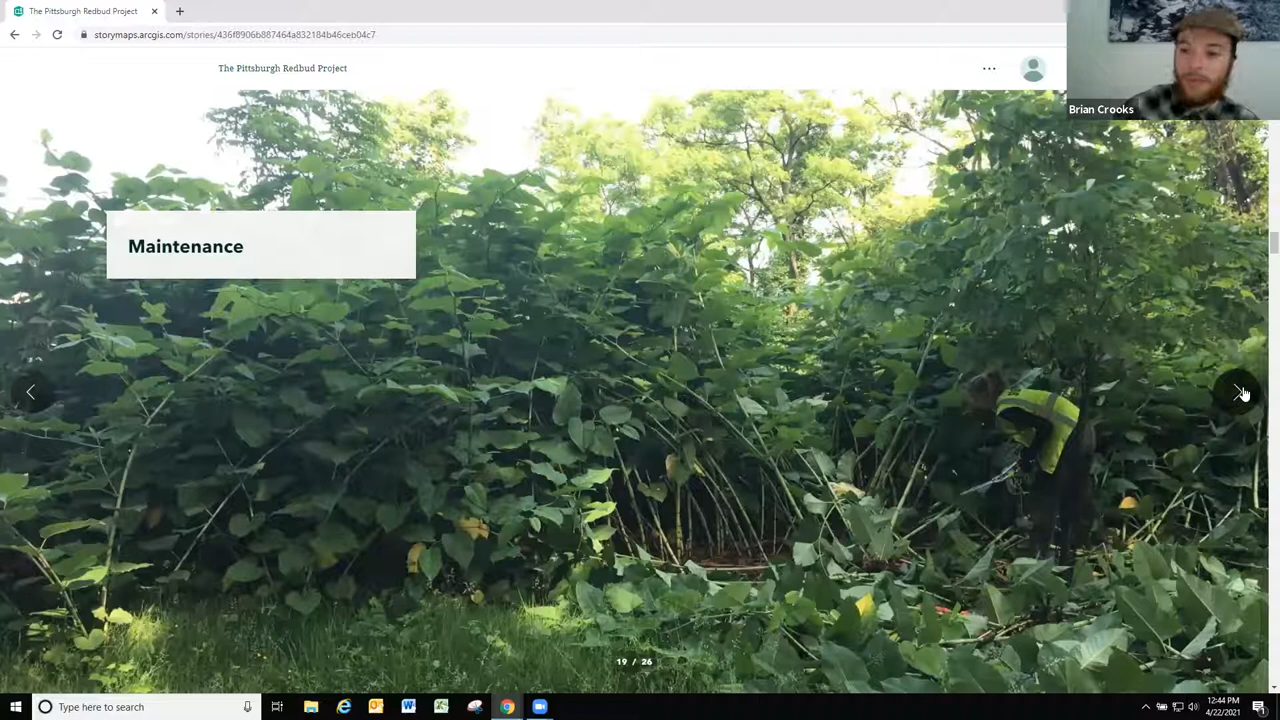 The Pittsburgh Redbud Project
storymaps.arcgis.com/stories/436f8906b887464a832184b46ceb04c7
The Pittsburgh Redbud Project
Brian Crooks
Maintenance
19 / 26
Type here to search
12:44 PM
4/22/2021